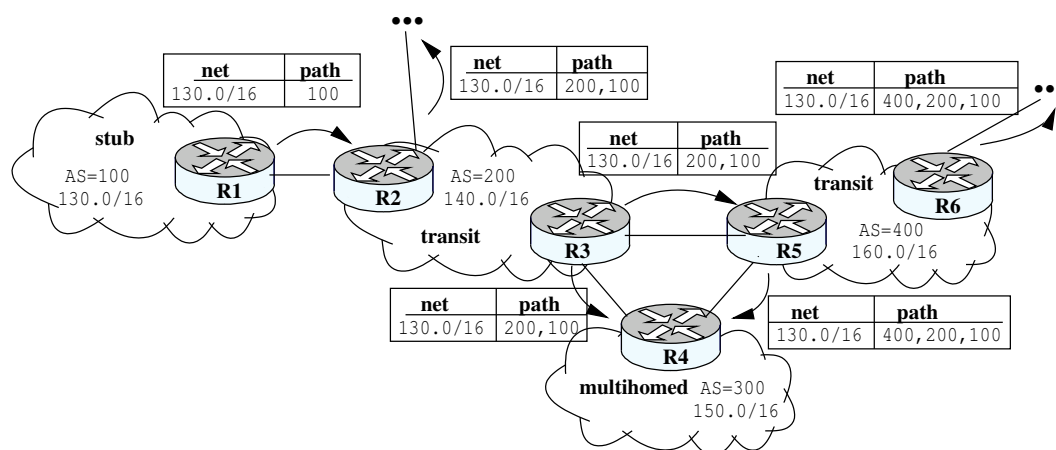 •••
net path
130.0/16 100
net path
130.0/16 200,100
net path
130.0/16 400,200,100
••
stub
AS=100
130.0/16
R1
R2
AS=200
140.0/16
transit
net path
130.0/16 200,100
R3
R5
transit
AS=400
160.0/16
R6
net path
130.0/16 200,100
net path
130.0/16 400,200,100
R4
multihomed AS=300
150.0/16